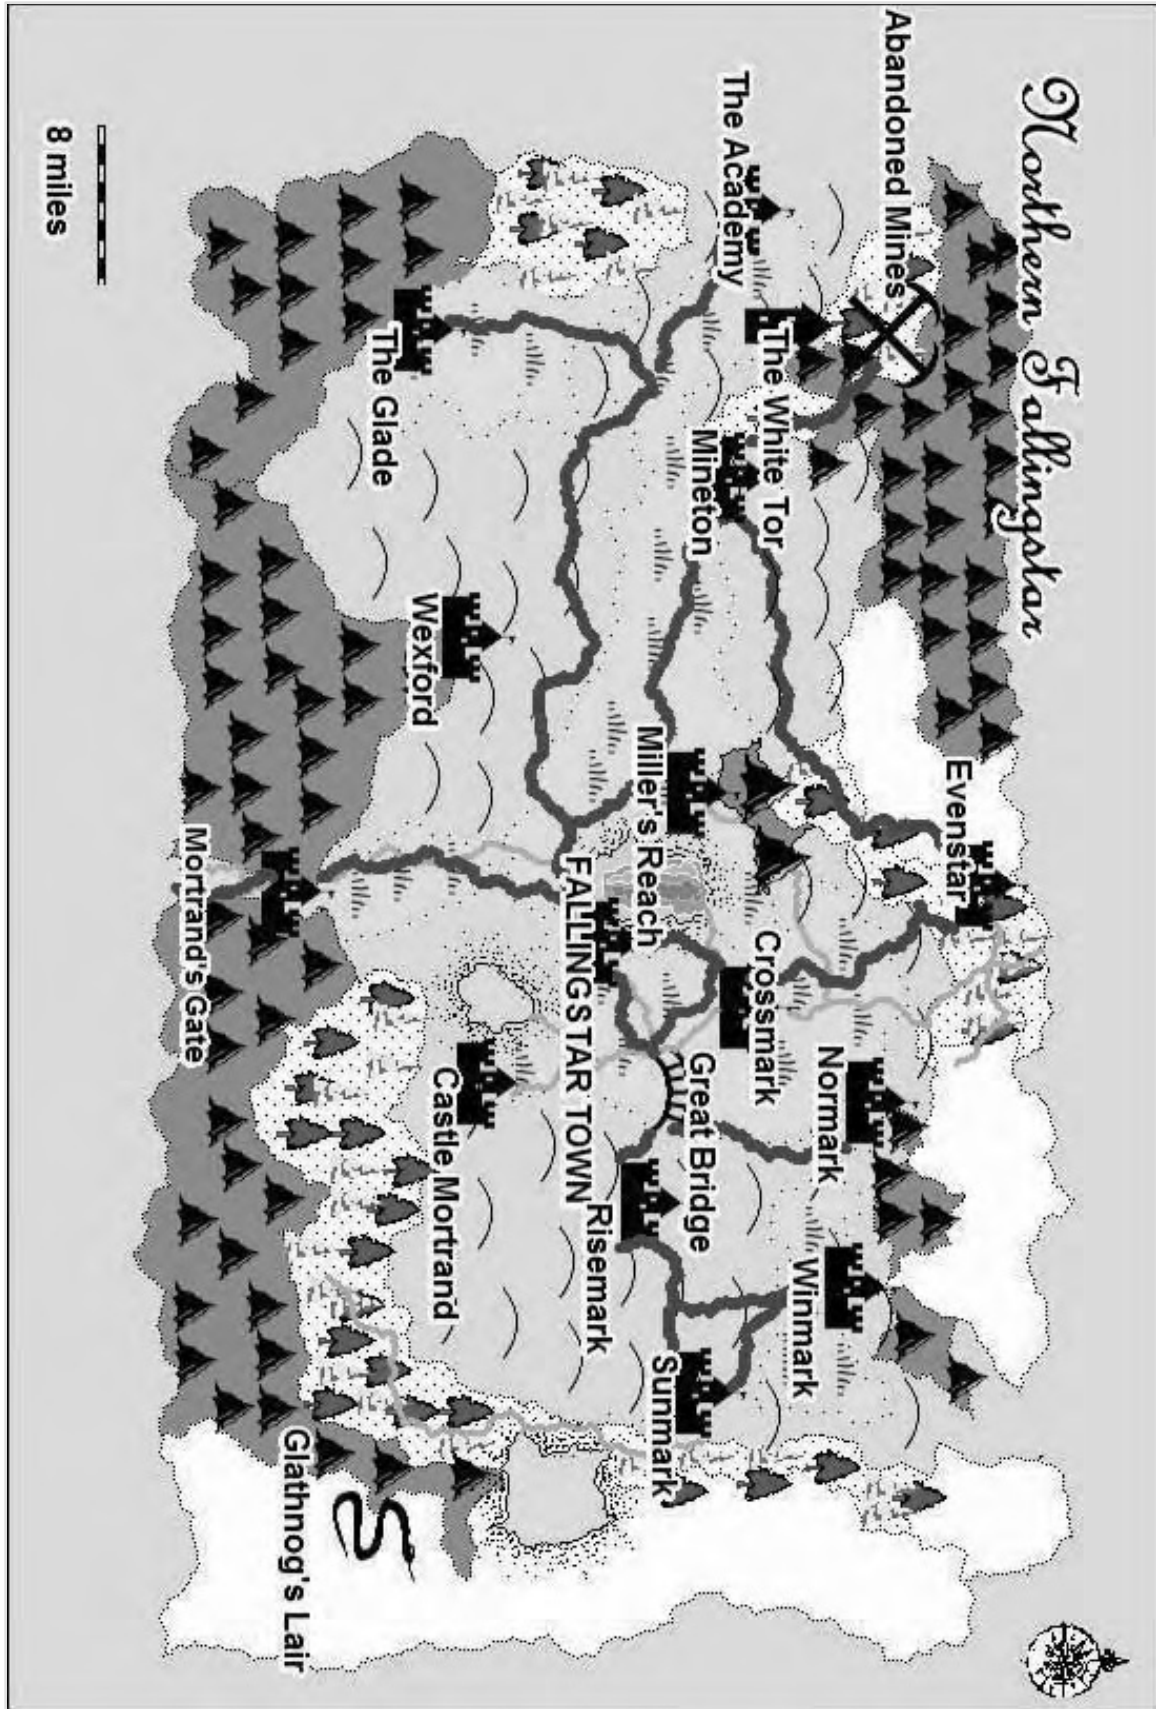 Northern Fallingstar
Abandoned Mines
The Academy
The White Tor
Mineton
Evenstar
The Glade
Wexford
Miller's Reach
Crossmark
Normark
FALLINGSTAR TOWN
Great Bridge
Winmark
Risemark
Sunmark
Castle Mortrand
Mortrand's Gate
Glathnog's Lair
8 miles